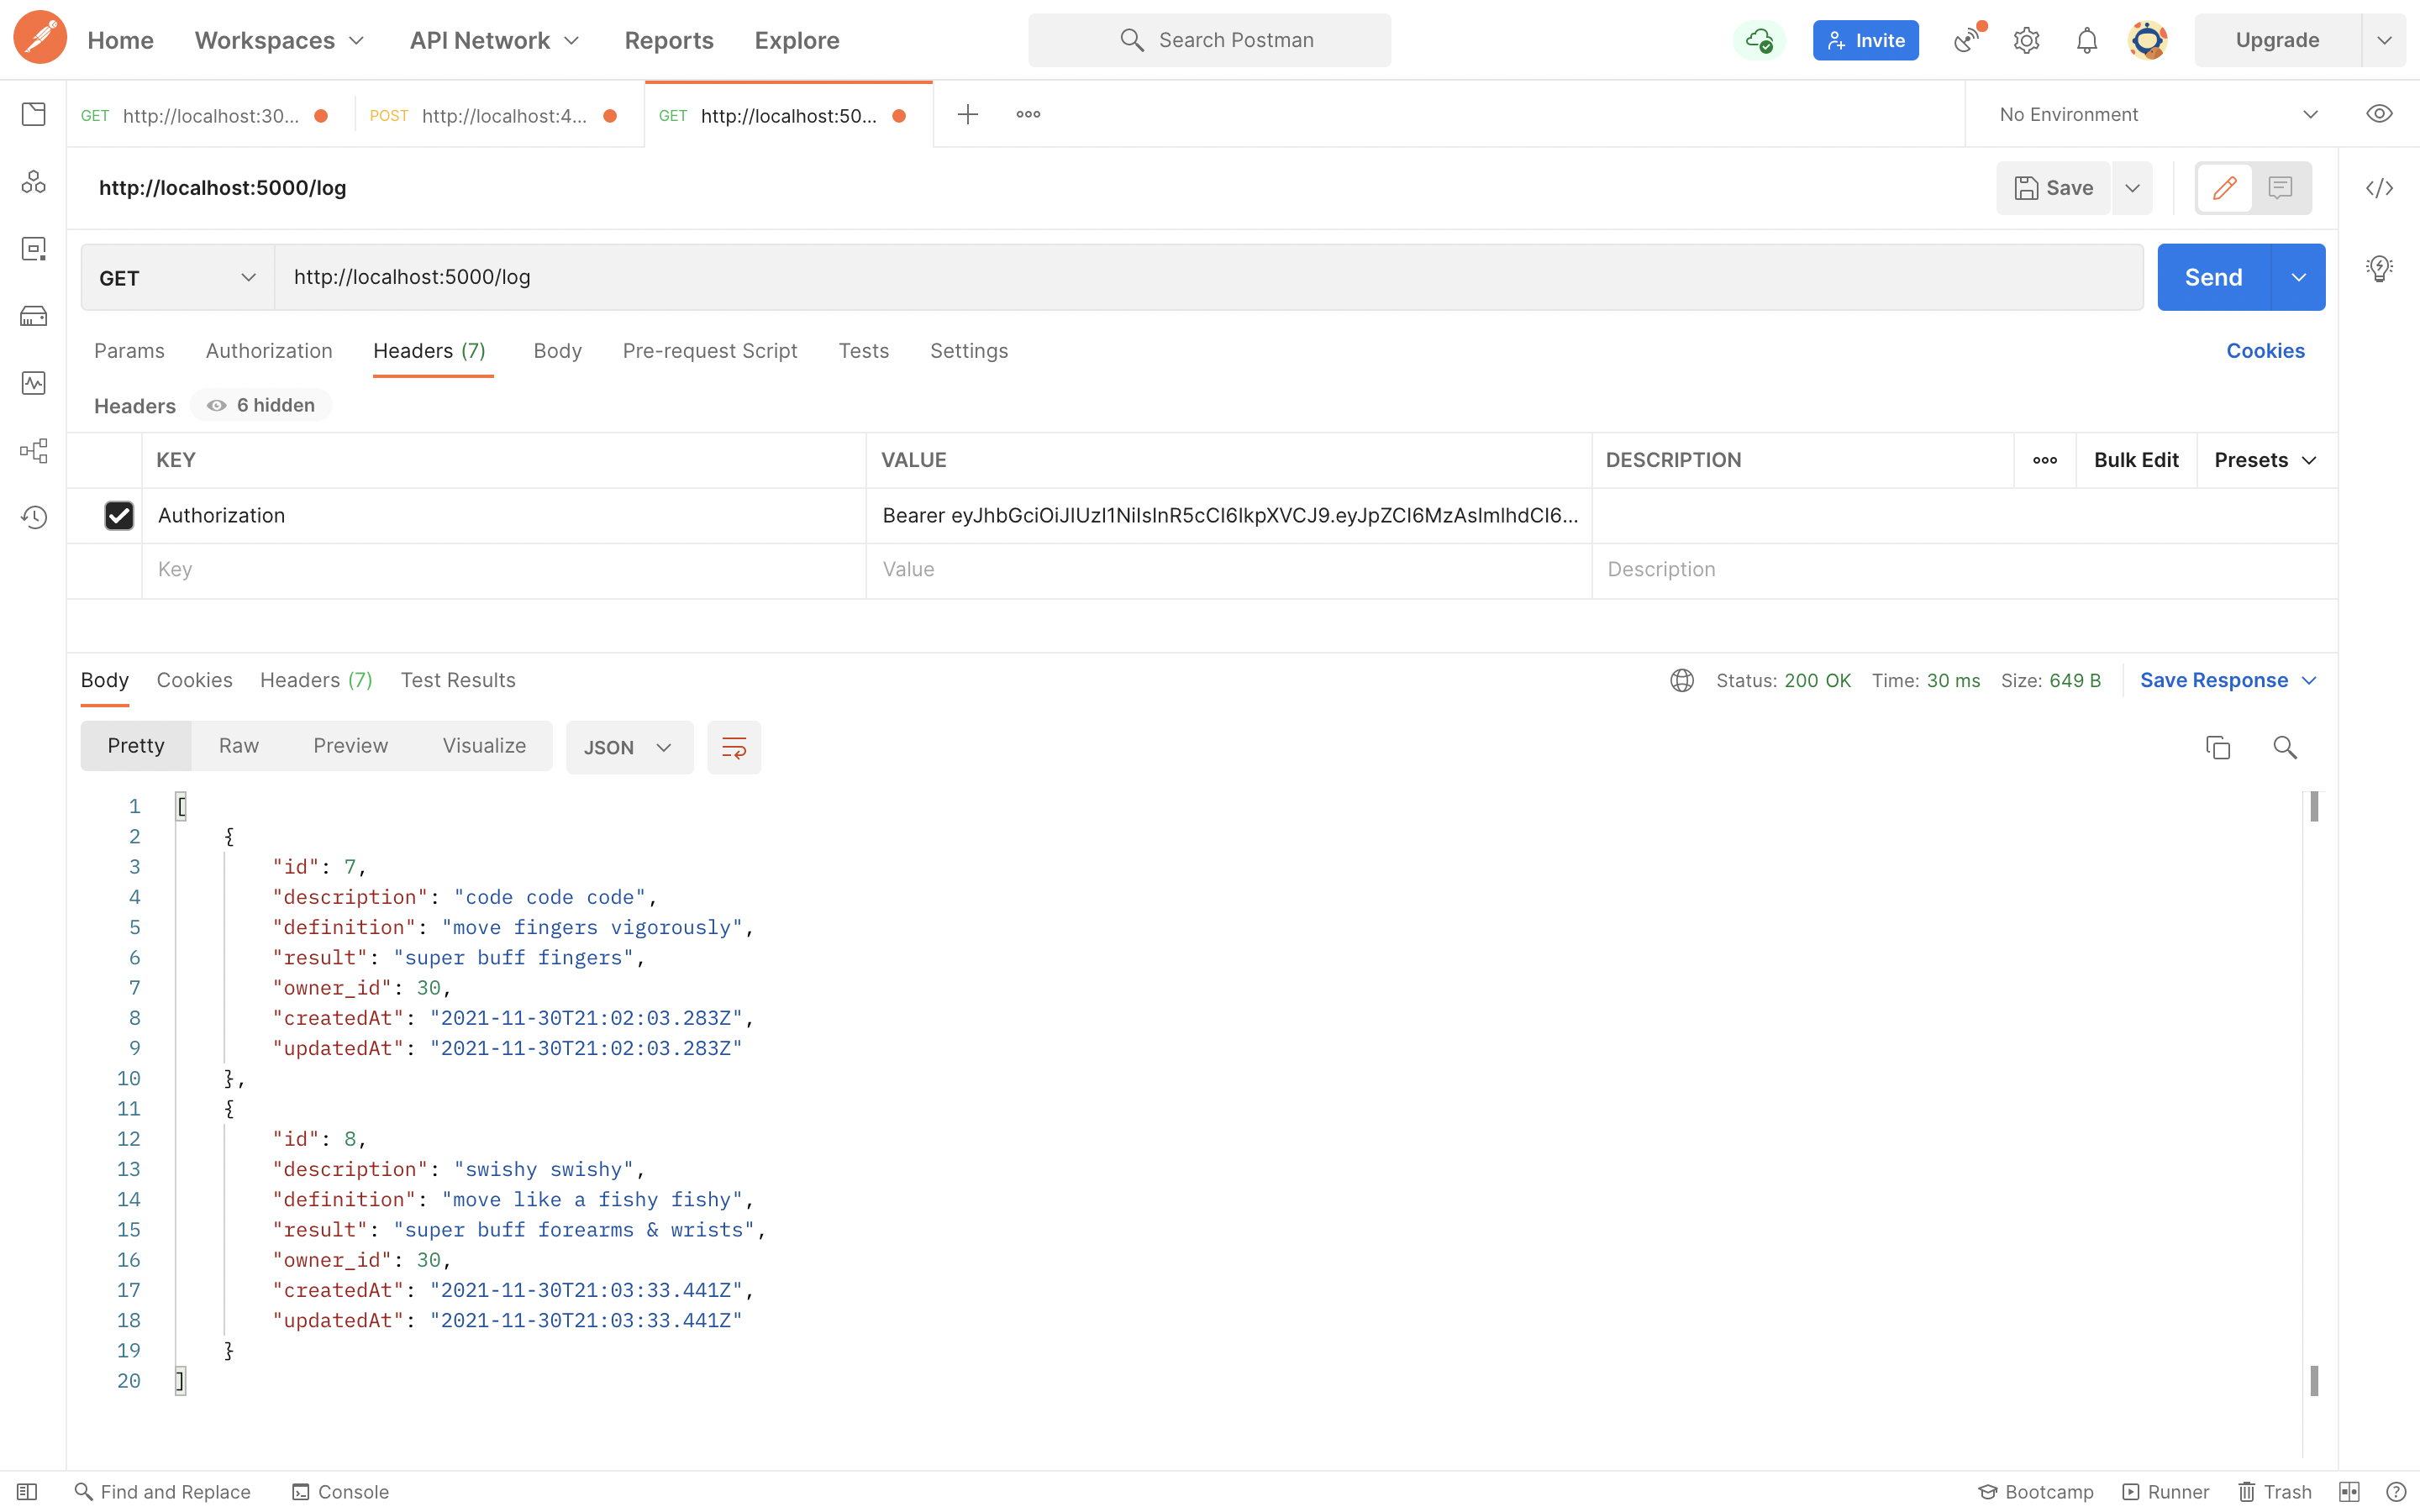 Home Workspaces API Network Reports Explore Search Postman Invite Upgrade
GET http://localhost:30... POST http://localhost:4... GET http://localhost:50... No Environment
http://localhost:5000/log Save
GET http://localhost:5000/log Send
Params Authorization Headers (7) Body Pre-request Script Tests Settings Cookies
Headers 6 hidden
KEY VALUE DESCRIPTION Bulk Edit Presets
Authorization Bearer eyJhbGciOiJIUzI1NiIsInR5cCI6IkpXVCJ9.eyJpZCI6MzAsImlhdCI6...
Key Value Description
Body Cookies Headers (7) Test Results Status: 200 OK Time: 30 ms Size: 649 B Save Response
Pretty Raw Preview Visualize JSON
1 [
2 {
3 "id": 7,
4 "description": "code code code",
5 "definition": "move fingers vigorously",
6 "result": "super buff fingers",
7 "owner_id": 30,
8 "createdAt": "2021-11-30T21:02:03.283Z",
9 "updatedAt": "2021-11-30T21:02:03.283Z"
10 },
11 {
12 "id": 8,
13 "description": "swishy swishy",
14 "definition": "move like a fishy fishy",
15 "result": "super buff forearms & wrists",
16 "owner_id": 30,
17 "createdAt": "2021-11-30T21:03:33.441Z",
18 "updatedAt": "2021-11-30T21:03:33.441Z"
19 }
20 ]
Find and Replace Console Bootcamp Runner Trash